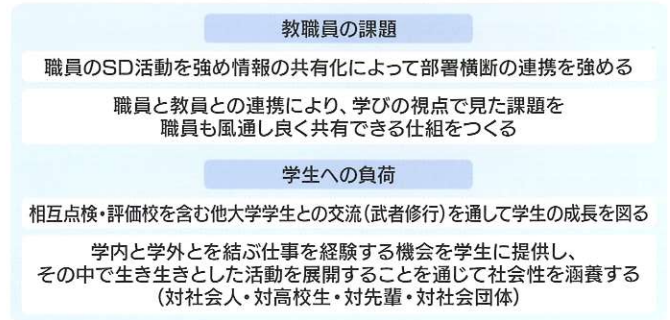 教職員の課題
職員のSD活動を強め情報の共有化によって部署横断の連携を強める
職員と教員との連携により、学びの視点で見た課題を
職員も風通し良く共有できる仕組をつくる
学生への負荷
相互点検・評価校を含む他大学学生との交流(武者修行)を通して学生の成長を図る
学内と学外とを結ぶ仕事を経験する機会を学生に提供し、
その中で生き生きとした活動を展開することを通じて社会性を涵養する
(対社会人・対高校生・対先輩・対社会団体)